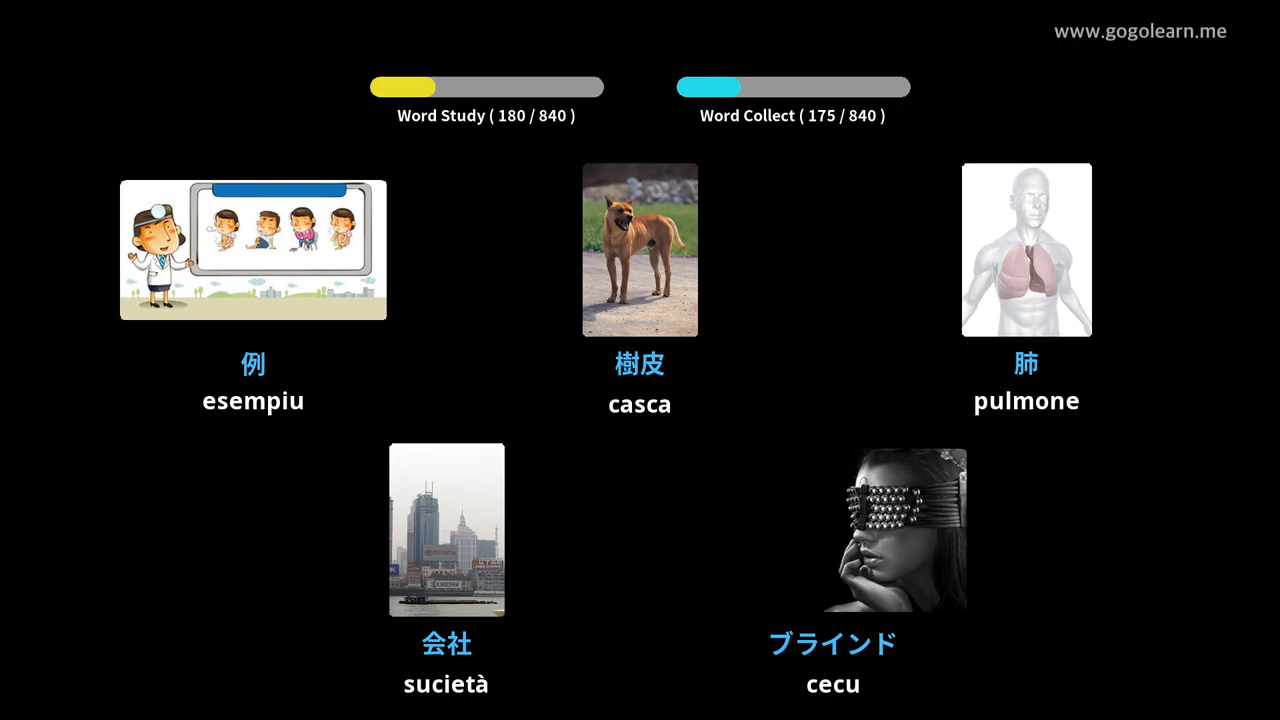 www.gogolearn.me
Word Study ( 180 / 840 )
Word Collect ( 175 / 840 )
例
esempiu
樹皮
casca
肺
pulmone
TOYOTA
会社
sucietà
ブラインド
cecu